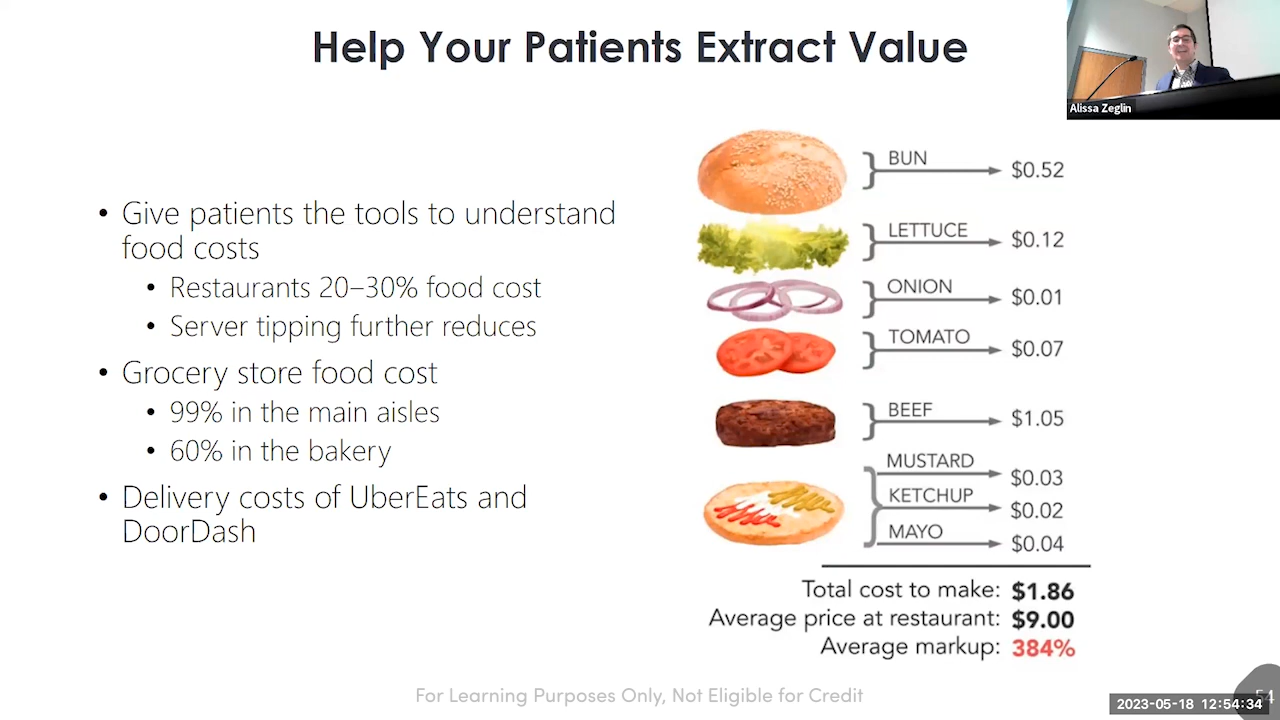 Help Your Patients Extract Value
Alissa Zeglin
• Give patients the tools to understand
food costs
• Restaurants 20–30% food cost
• Server tipping further reduces
• Grocery store food cost
• 99% in the main aisles
• 60% in the bakery
• Delivery costs of UberEats and
DoorDash
BUN $0.52
LETTUCE $0.12
ONION $0.01
TOMATO $0.07
BEEF $1.05
MUSTARD $0.03
KETCHUP $0.02
MAYO $0.04
Total cost to make: $1.86
Average price at restaurant: $9.00
Average markup: 384%
For Learning Purposes Only, Not Eligible for Credit
54
2023-05-18 12:54:34